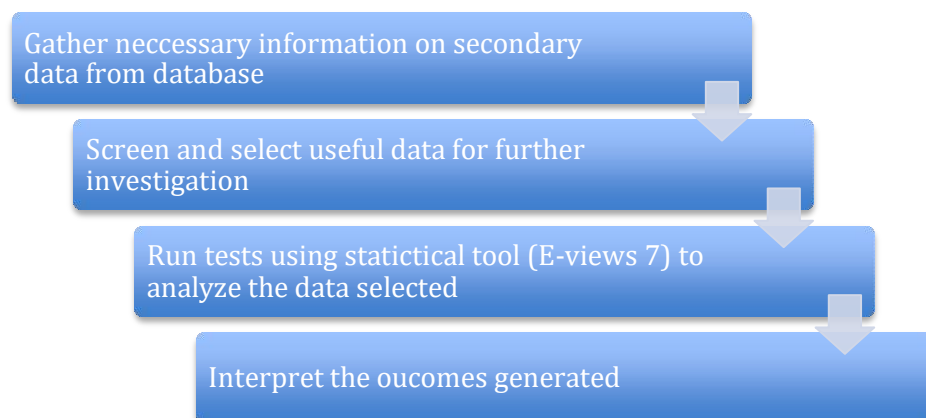 Gather neccessary information on secondary
data from database
Screen and select useful data for further
investigation
Run tests using statictical tool (E-views 7) to
analyze the data selected
Interpret the oucomes generated